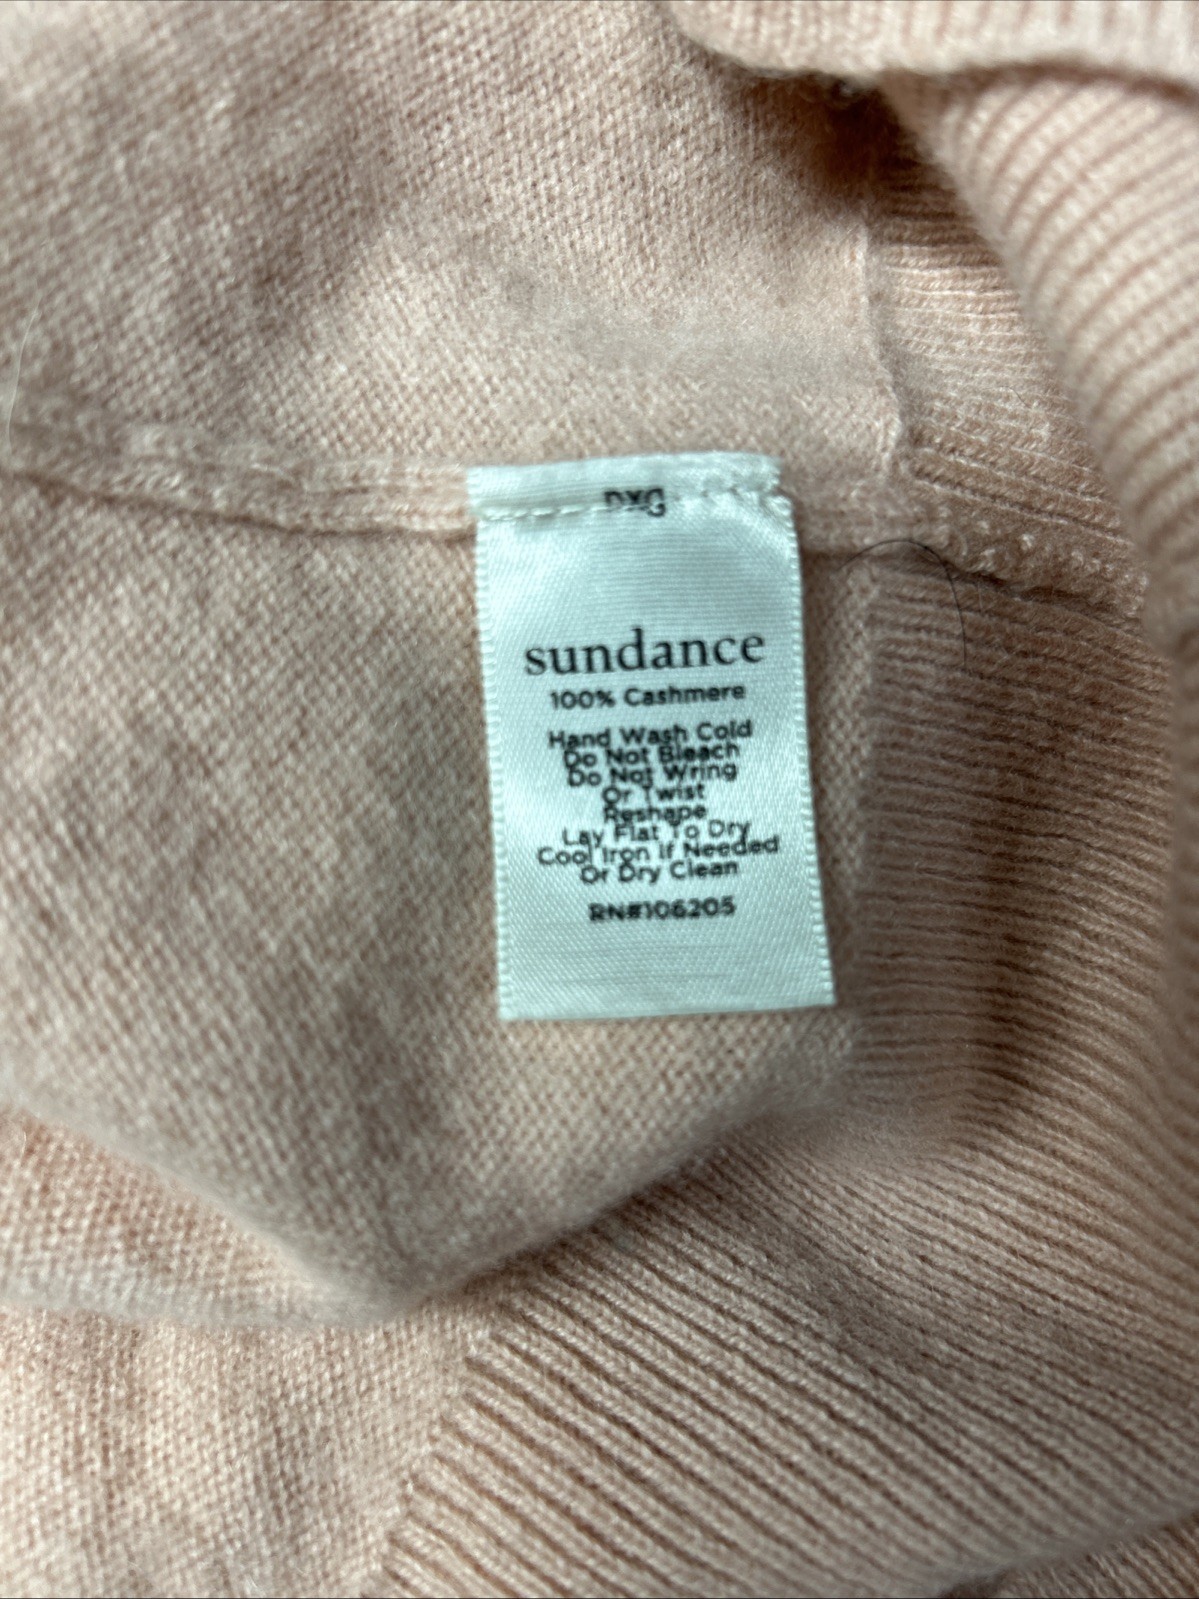 DXG
sundance
100% Cashmere
Hand Wash Cold
Do Not Bleach
Do Not Wring
Or Twist
Reshape
Lay Flat To Dry
Cool Iron If Needed
Or Dry Clean
RN#106205